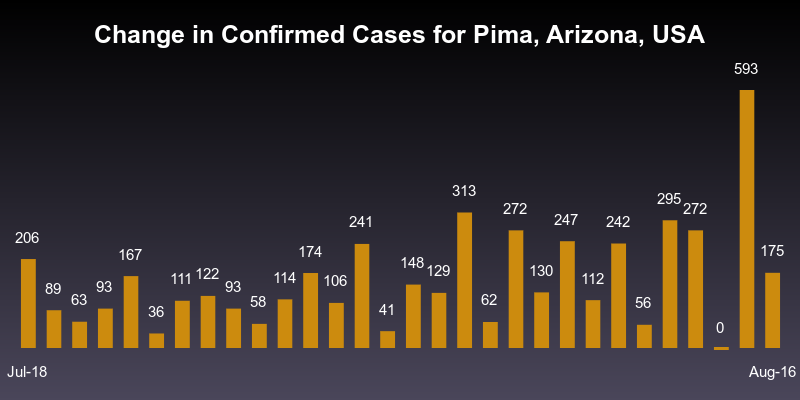 Change in Confirmed Cases for Pima, Arizona, USA
206 89 63 93 167 36 111 122 93 58 114 174 106 241 41 148 129 313 62 272 130 247 112 242 56 295 272 0 593 175
Jul-18 Aug-16